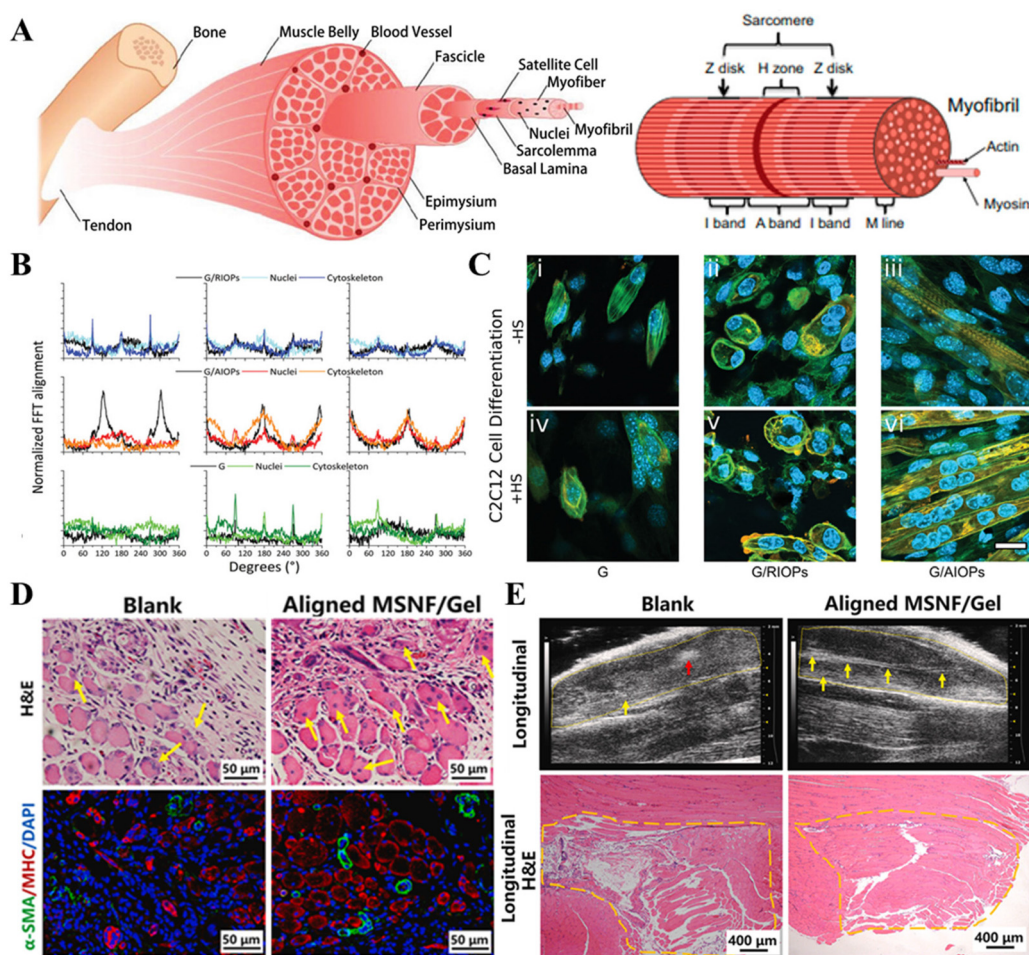 A
Bone
Muscle Belly
Blood Vessel
Fascicle
Satellite Cell
Myofiber
Myofibril
Nuclei
Sarcolemma
Basal Lamina
Epimysium
Perimysium
Tendon
Sarcomere
Z disk H zone Z disk
Myofibril
Actin
Myosin
I band A band I band M line
B
G/RIOPs Nuclei Cytoskeleton
G/AIOPs Nuclei Cytoskeleton
G Nuclei Cytoskeleton
Normalized FFT alignment
0 60 120 180 240 300 360 0 60 120 180 240 300 360 0 60 120 180 240 300 360
Degrees (°)
C
C2C12 Cell Differentiation
-HS
+HS
i ii iii
iv v vi
G G/RIOPs G/AIOPs
D
Blank Aligned MSNF/Gel
H&E
50 μm 50 μm
α-SMA/MHC/DAPI
50 μm 50 μm
E
Blank Aligned MSNF/Gel
Longitudinal
Longitudinal
H&E
400 μm 400 μm